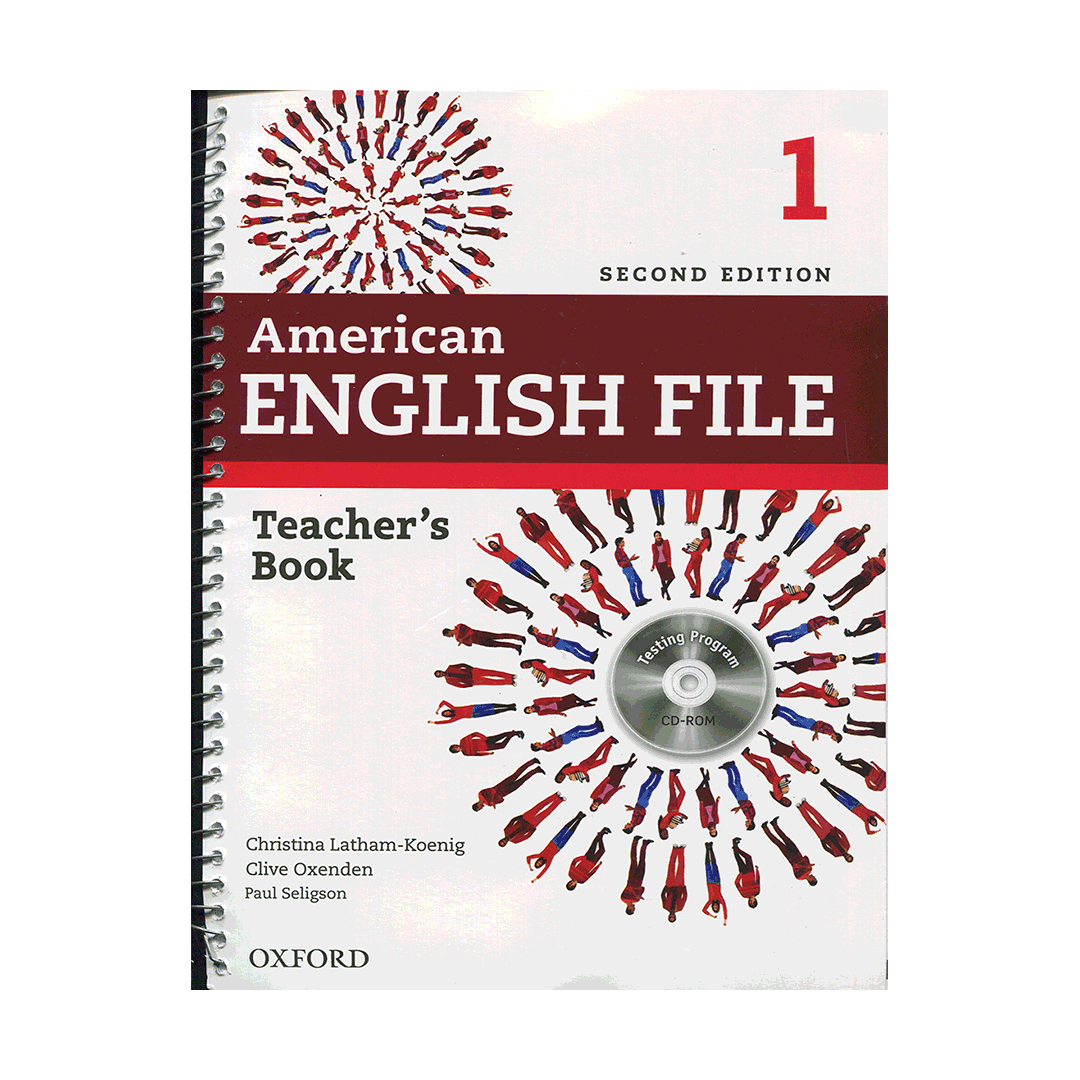 1
SECOND EDITION
American
ENGLISH FILE
Teacher's
Book
Testing Program
CD-ROM
Christina Latham-Koenig
Clive Oxenden
Paul Seligson
OXFORD